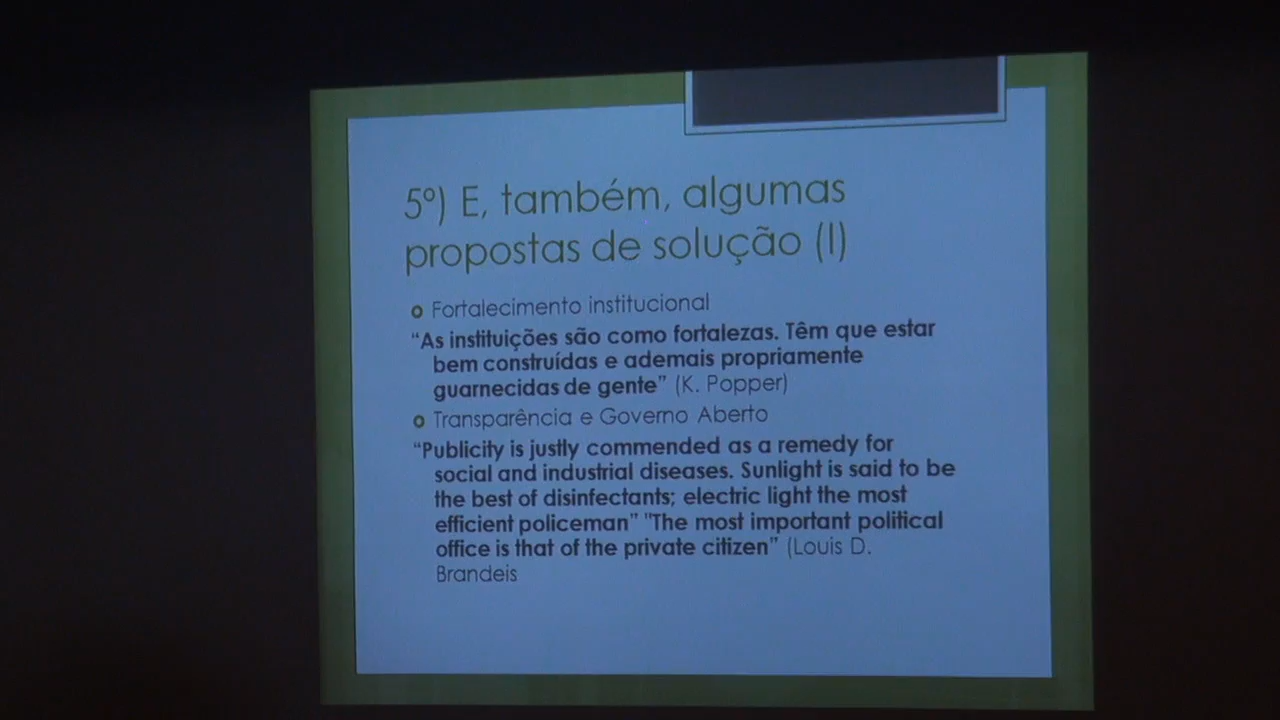 5º) E, também, algumas
propostas de solução (I)
o Fortalecimento institucional
“As instituições são como fortalezas. Têm que estar
bem construídas e ademais propriamente
guarnecidas de gente” (K. Popper)
o Transparência e Governo Aberto
“Publicity is justly commended as a remedy for
social and industrial diseases. Sunlight is said to be
the best of disinfectants; electric light the most
efficient policeman” "The most important political
office is that of the private citizen” (Louis D.
Brandeis